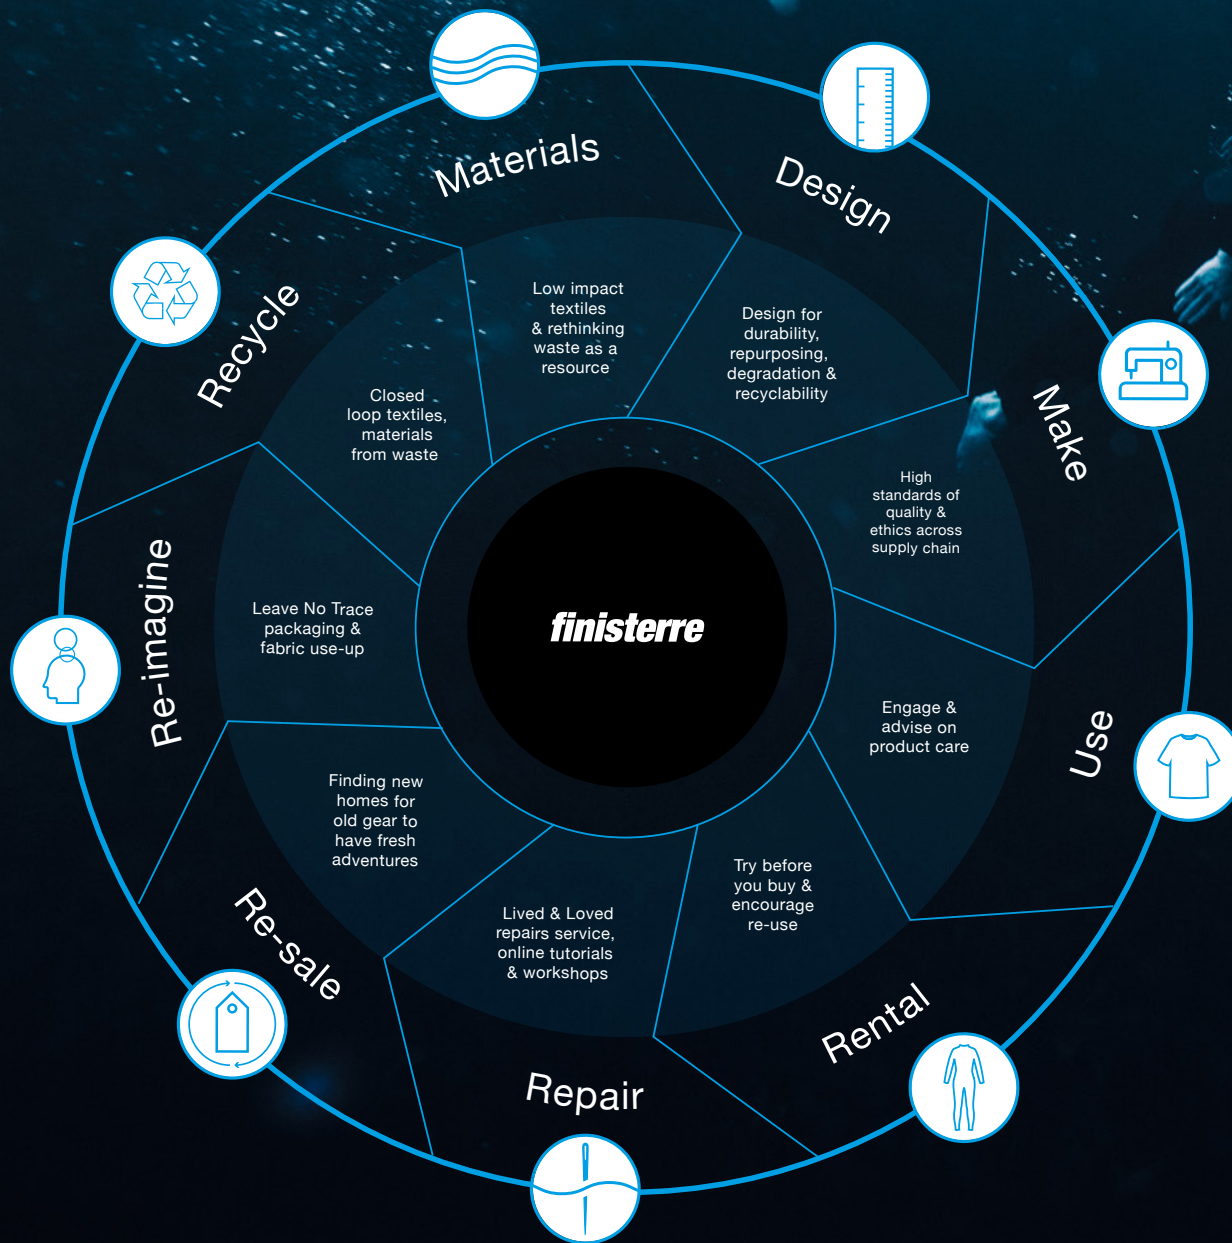 Materials
Low impact
textiles
& rethinking
waste as a
resource
Design
Design for
durability,
repurposing,
degradation &
recyclability
Make
High
standards of
quality &
ethics across
supply chain
Use
Engage &
advise on
product care
Rental
Try before
you buy &
encourage
re-use
Repair
Lived & Loved
repairs service,
online tutorials
& workshops
Re-sale
Finding new
homes for
old gear to
have fresh
adventures
Re-imagine
Leave No Trace
packaging &
fabric use-up
Recycle
Closed
loop textiles,
materials
from waste
finisterre